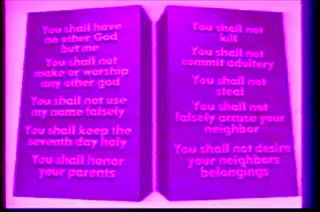 You shall have
no other God
but me
You shall not
make or worship
any other god
You shall not use
my name falsely
You shall keep the
seventh day holy
You shall honor
your parents
You shall not
kill
You shall not
commit adultery
You shall not
steal
You shall not
falsely accuse your
neighbor
You shall not desire
your neighbors
belongings